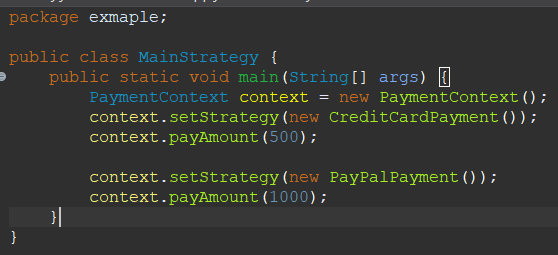 package exmaple;
public class MainStrategy {
public static void main(String[] args) {
PaymentContext context = new PaymentContext();
context.setStrategy(new CreditCardPayment());
context.payAmount(500);
context.setStrategy(new PayPalPayment());
context.payAmount(1000);
}
}